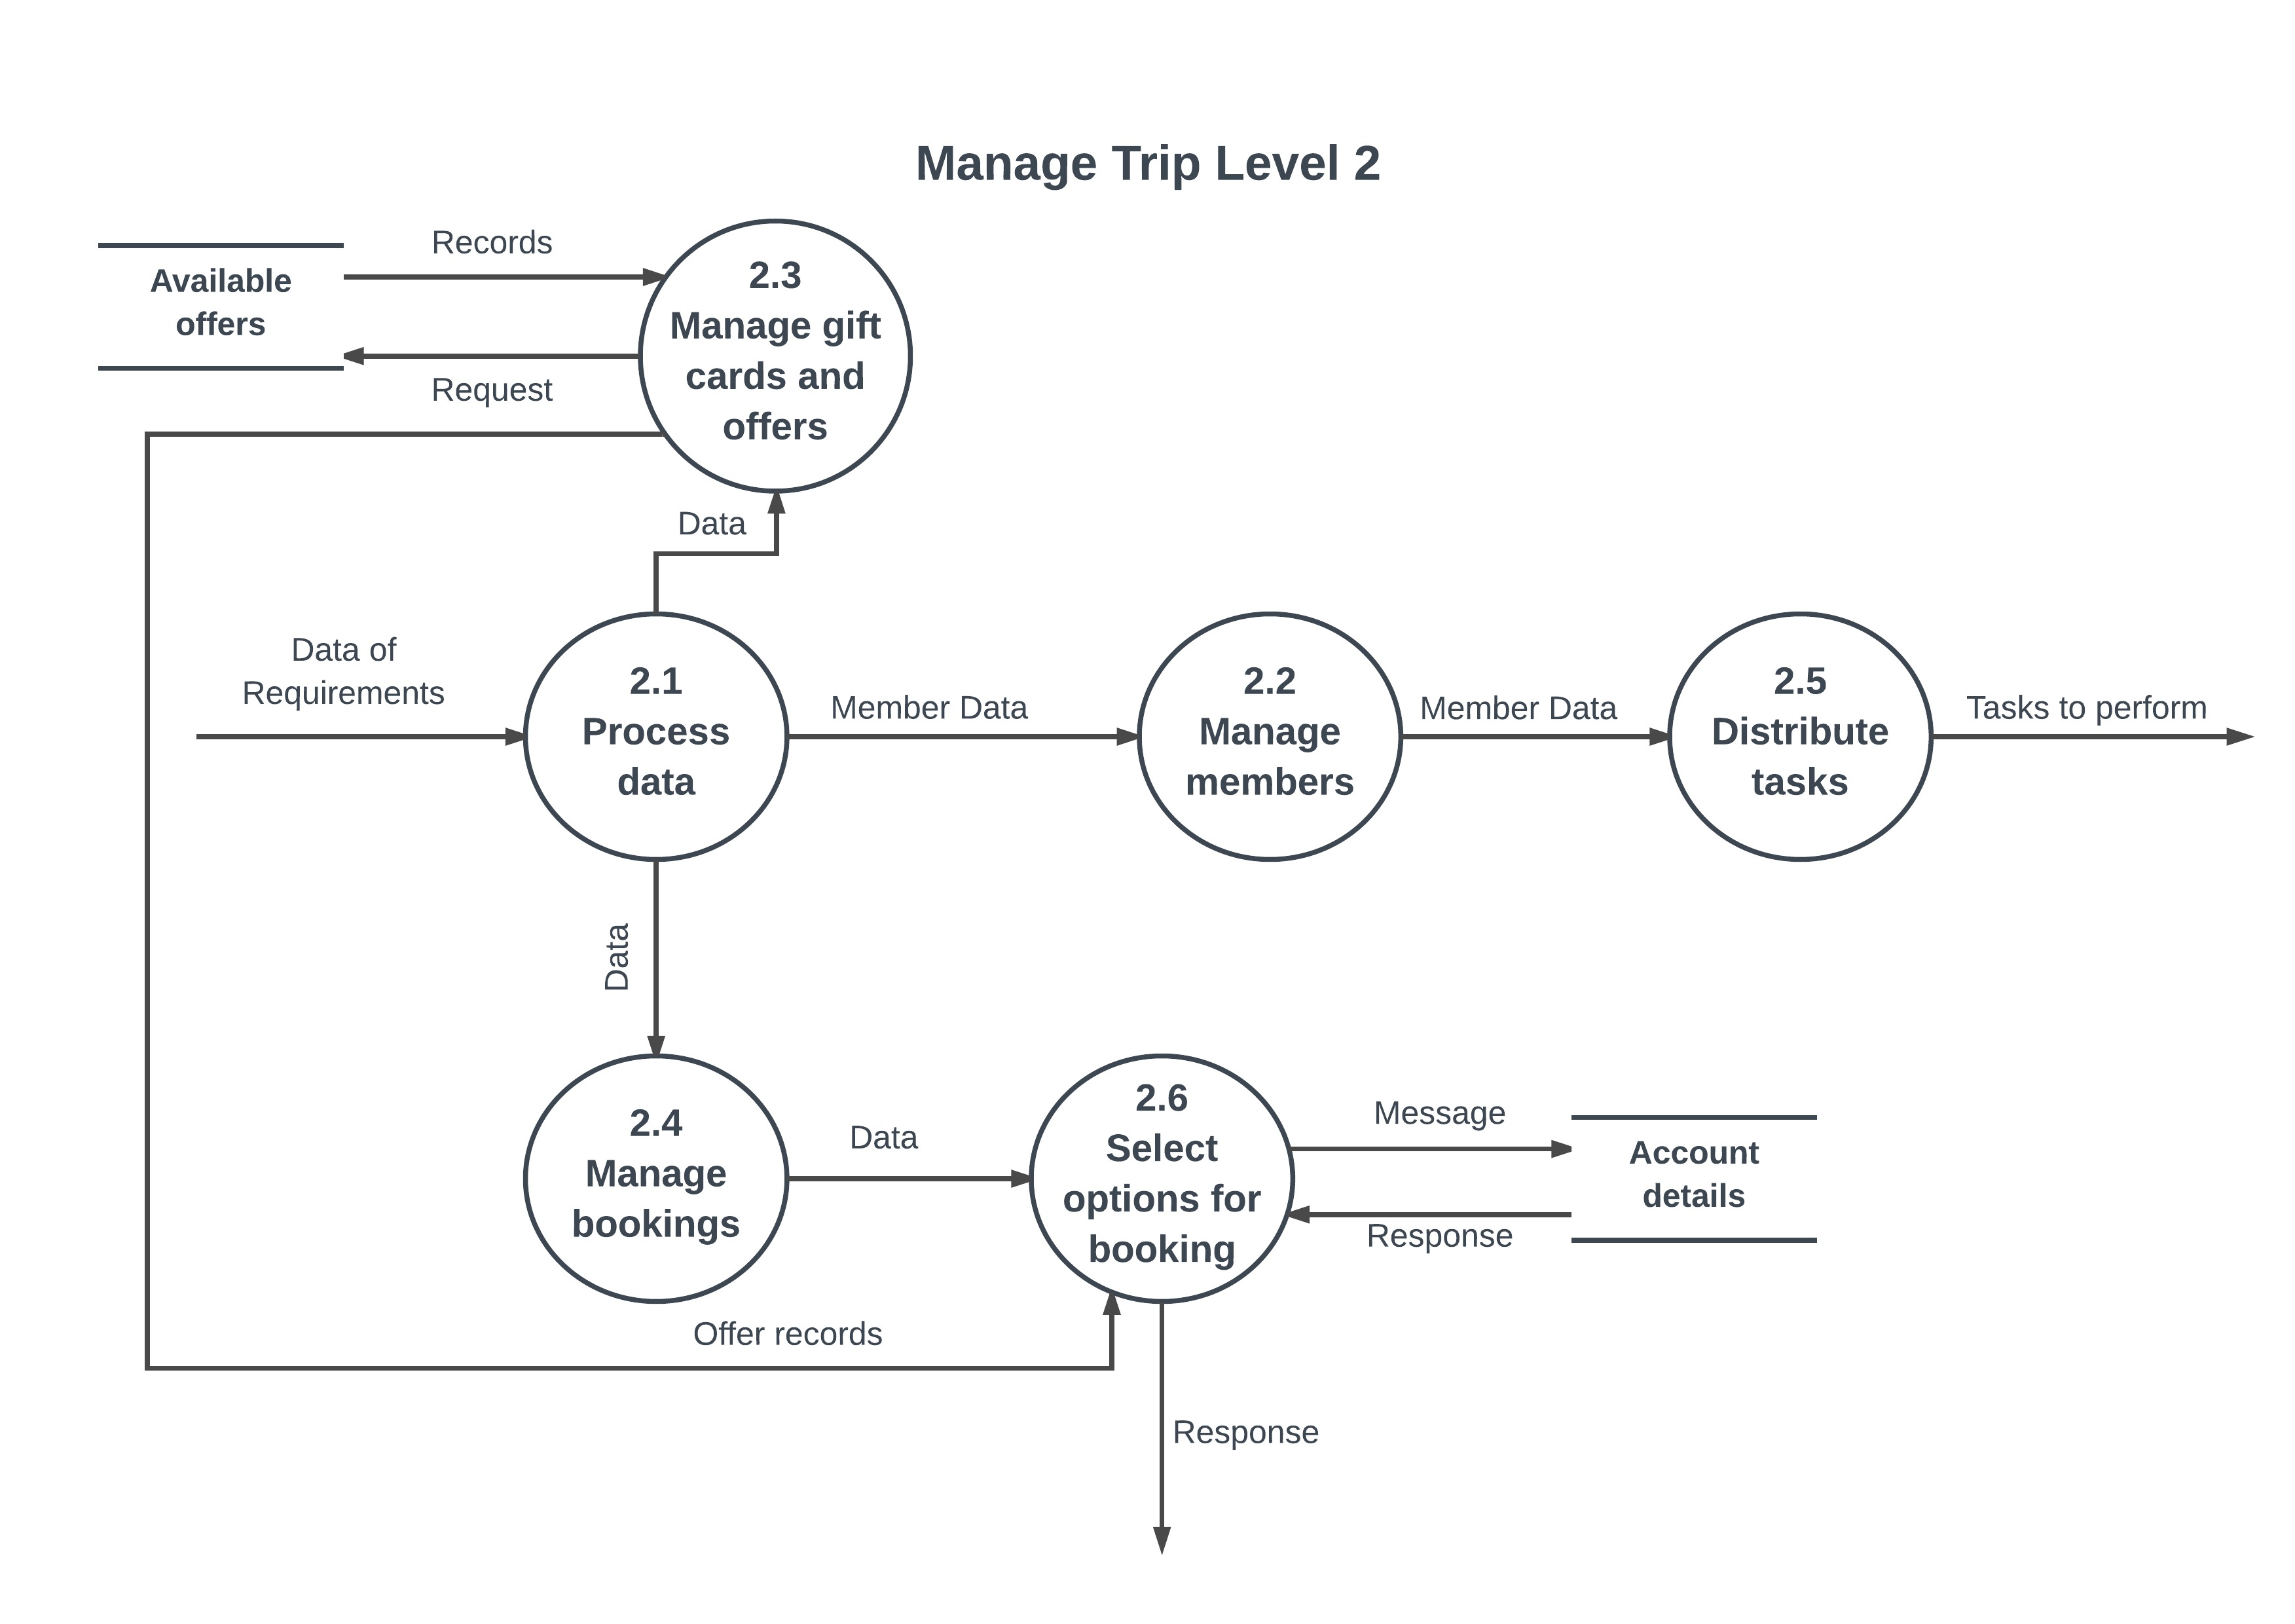 Manage Trip Level 2
Records
Available
offers
Request
2.3
Manage gift
cards and
offers
Data
Data of
Requirements
2.1
Process
data
Member Data
2.2
Manage
members
Member Data
2.5
Distribute
tasks
Tasks to perform
Data
2.4
Manage
bookings
Data
2.6
Select
options for
booking
Message
Account
details
Response
Offer records
Response